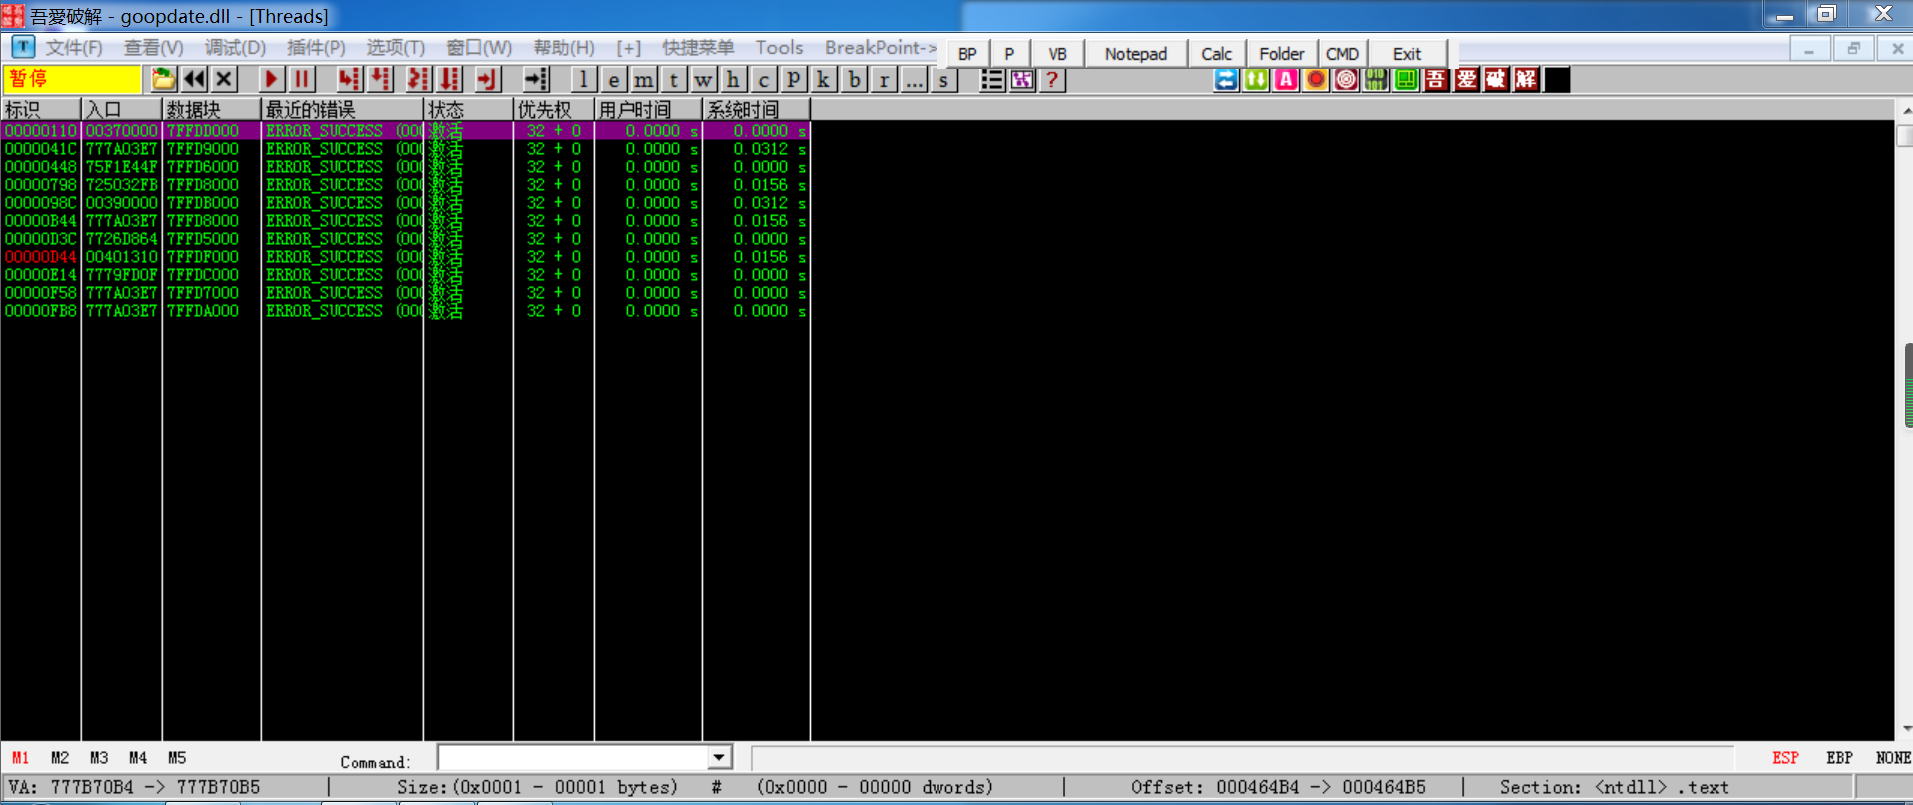 吾愛破解 - goopdate.dll - [Threads]
T 文件(F) 查看(V) 调试(D) 插件(P) 选项(T) 窗口(W) 帮助(H) [+] 快捷菜单 Tools BreakPoint-> BP P VB Notepad Calc Folder CMD Exit
暂停 l e m t w h c P k b r ... s ? A 吾 爱 破 解
标识 入口 数据块 最近的错误 状态 优先权 用户时间 系统时间
00000110 00370000 7FFDD000 ERROR_SUCCESS (000 激活 32 + 0 0.0000 s 0.0000 s
0000041C 777A03E7 7FFD9000 ERROR_SUCCESS (000 激活 32 + 0 0.0000 s 0.0312 s
00000448 75F1E44F 7FFD6000 ERROR_SUCCESS (000 激活 32 + 0 0.0000 s 0.0000 s
00000798 725032FB 7FFD8000 ERROR_SUCCESS (000 激活 32 + 0 0.0000 s 0.0156 s
0000098C 00390000 7FFDB000 ERROR_SUCCESS (000 激活 32 + 0 0.0000 s 0.0312 s
00000B44 777A03E7 7FFD8000 ERROR_SUCCESS (000 激活 32 + 0 0.0000 s 0.0156 s
00000D3C 7726D864 7FFD5000 ERROR_SUCCESS (000 激活 32 + 0 0.0000 s 0.0000 s
00000D44 00401310 7FFDF000 ERROR_SUCCESS (000 激活 32 + 0 0.0000 s 0.0156 s
00000E14 7779FD0F 7FFDC000 ERROR_SUCCESS (000 激活 32 + 0 0.0000 s 0.0000 s
00000F58 777A03E7 7FFD7000 ERROR_SUCCESS (000 激活 32 + 0 0.0000 s 0.0000 s
00000FB8 777A03E7 7FFDA000 ERROR_SUCCESS (000 激活 32 + 0 0.0000 s 0.0000 s
M1 M2 M3 M4 M5 Command: ESP EBP NONE
VA: 777B70B4 -> 777B70B5 | Size:(0x0001 - 00001 bytes) # (0x0000 - 00000 dwords) | Offset: 000464B4 -> 000464B5 | Section: <ntdll> .text